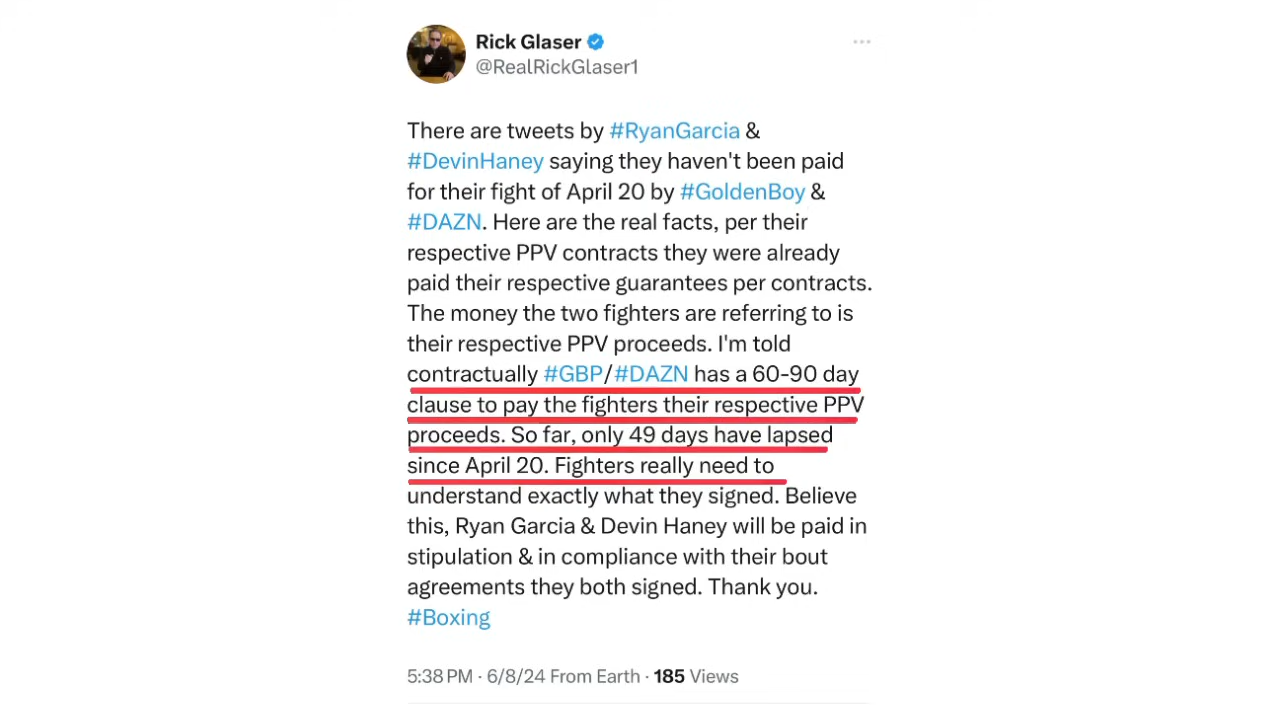 Rick Glaser
@RealRickGlaser1
There are tweets by #RyanGarcia &
#DevinHaney saying they haven't been paid
for their fight of April 20 by #GoldenBoy &
#DAZN. Here are the real facts, per their
respective PPV contracts they were already
paid their respective guarantees per contracts.
The money the two fighters are referring to is
their respective PPV proceeds. I'm told
contractually #GBP/#DAZN has a 60-90 day
clause to pay the fighters their respective PPV
proceeds. So far, only 49 days have lapsed
since April 20. Fighters really need to
understand exactly what they signed. Believe
this, Ryan Garcia & Devin Haney will be paid in
stipulation & in compliance with their bout
agreements they both signed. Thank you.
#Boxing
5:38 PM · 6/8/24 From Earth · 185 Views